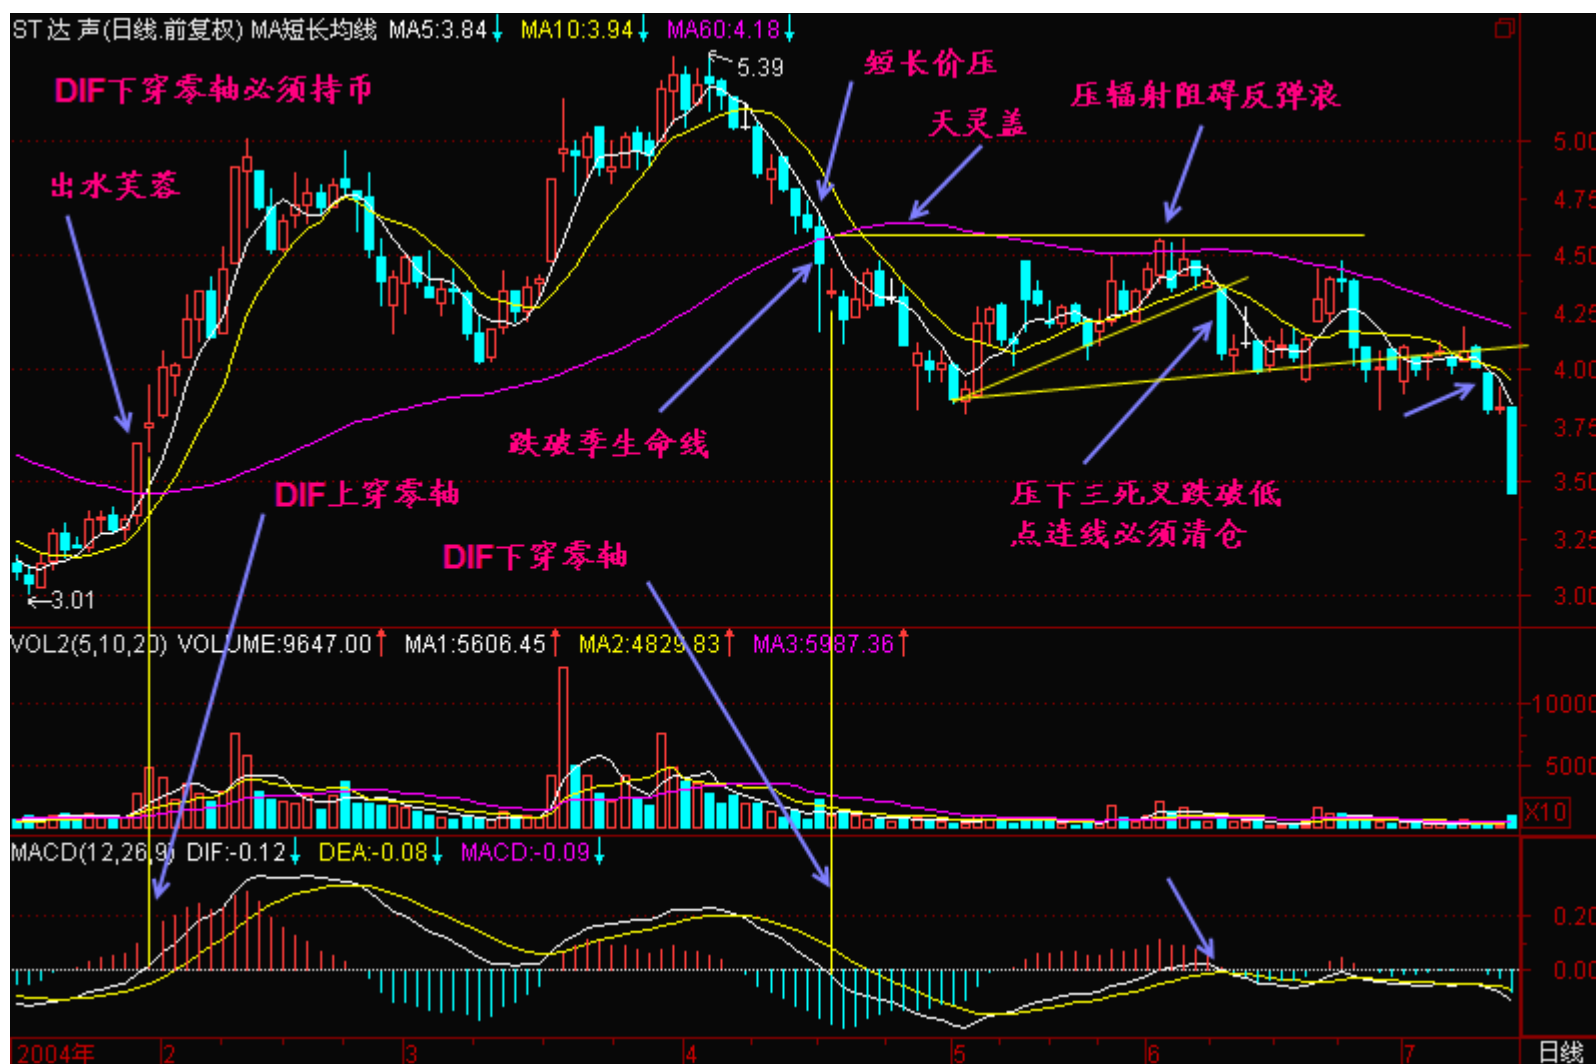 ST达 声(日线.前复权) MA短长均线 MA5:3.84↓ MA10:3.94↓ MA60:4.18↓
DIF下穿零轴必须持币
5.39
短长价压
天灵盖
压辐射阻碍反弹浪
5.00
出水芙蓉
4.75
4.50
4.25
4.00
3.75
跌破季生命线
DIF上穿零轴
压下三死叉跌破低
点连线必须清仓
3.50
DIF下穿零轴
3.25
←3.01
3.00
VOL2(5,10,20) VOLUME:9647.00↑ MA1:5606.45↑ MA2:4829.83↑ MA3:5987.36↑
10000
5000
X10
MACD(12,26,9) DIF:-0.12↓ DEA:-0.08↓ MACD:-0.09↓
0.20
0.00
2004年 2 3 4 5 6 7 日线